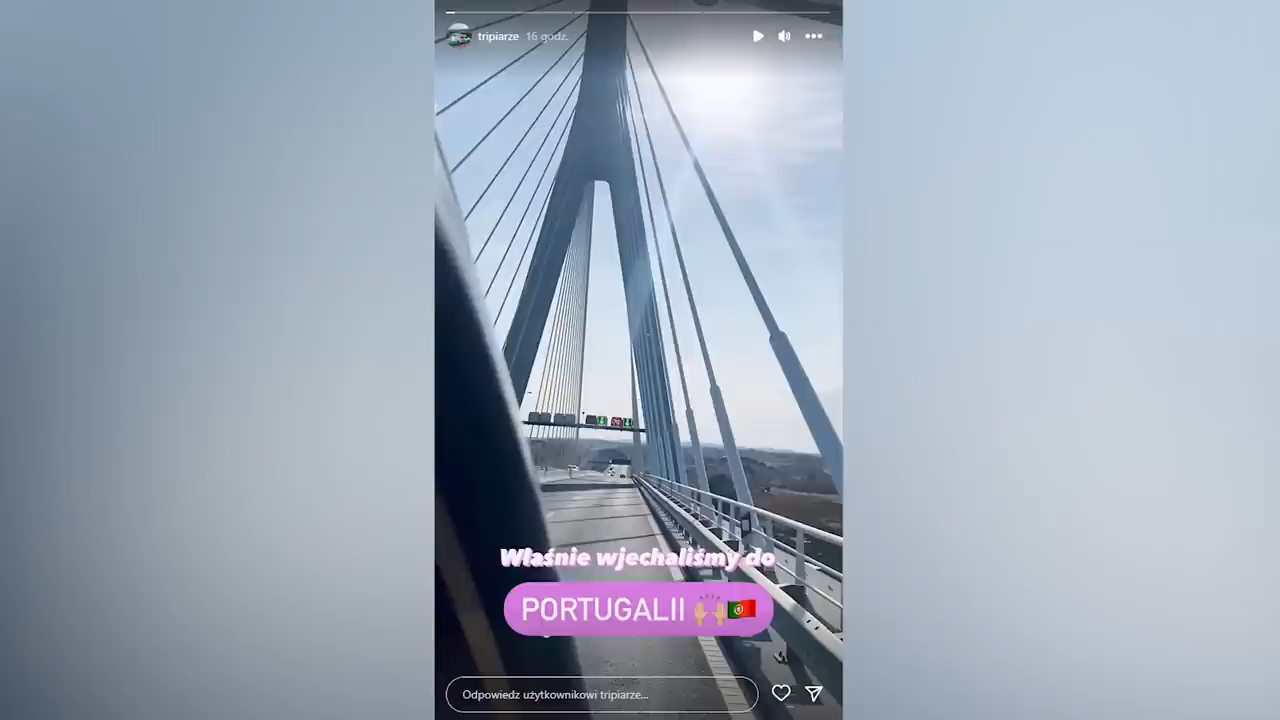 tripiarze 16 godz.
Właśnie wjechaliśmy do
PORTUGALII 🙌🏼🇵🇹
Odpowiedz użytkownikowi tripiarze...